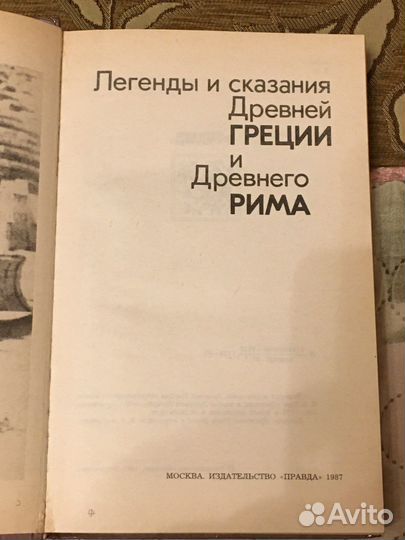 Легенды и сказания
Древней
ГРЕЦИИ
и
Древнего
РИМА
МОСКВА. ИЗДАТЕЛЬСТВО «ПРАВДА» 1987
Avito